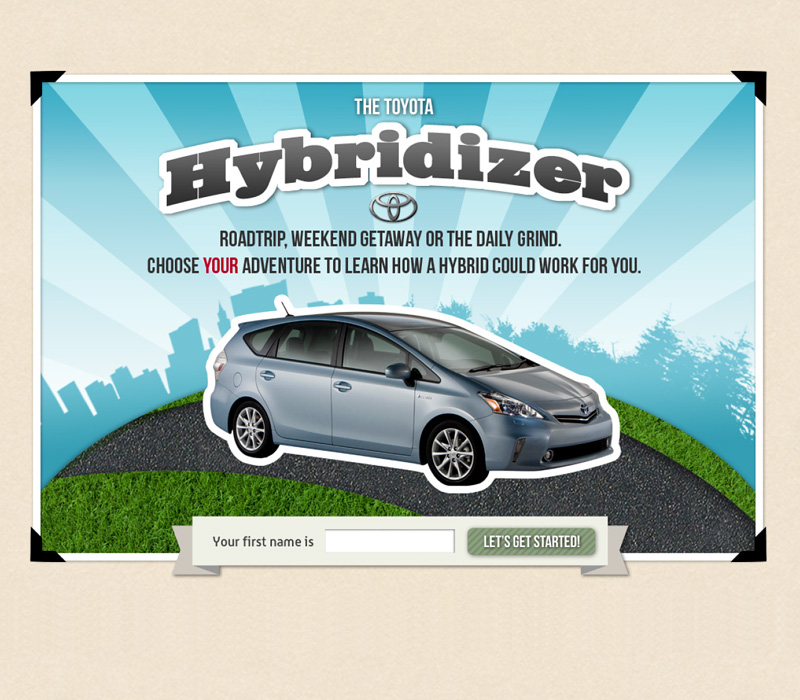 THE TOYOTA
Hybridizer
ROADTRIP, WEEKEND GETAWAY OR THE DAILY GRIND.
CHOOSE YOUR ADVENTURE TO LEARN HOW A HYBRID COULD WORK FOR YOU.
Your first name is
LET'S GET STARTED!